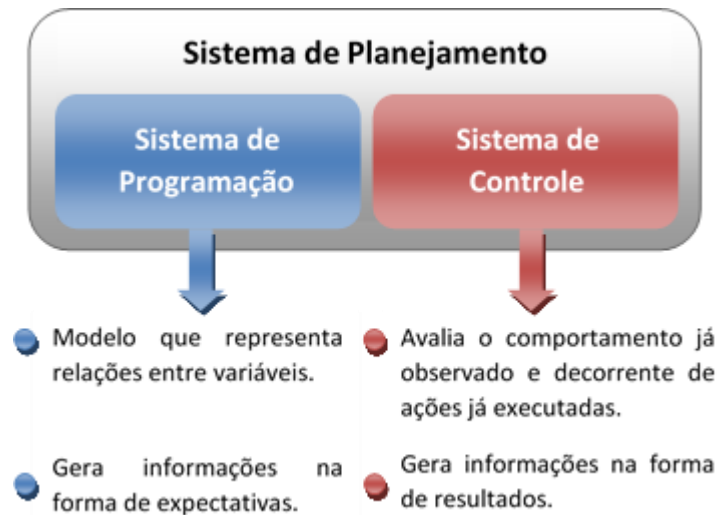 Sistema de Planejamento
Sistema de
Programação
Sistema de
Controle
Modelo que representa
relações entre variáveis.
Gera informações na
forma de expectativas.
Avalia o comportamento já
observado e decorrente de
ações já executadas.
Gera informações na forma
de resultados.